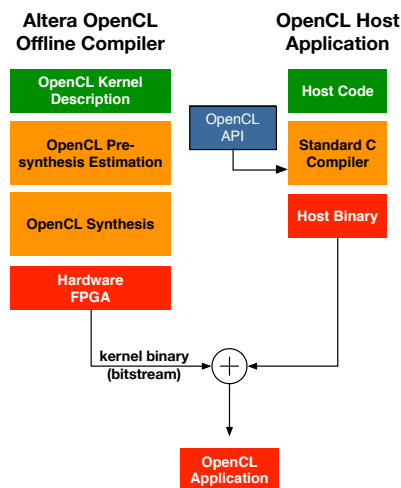 Altera OpenCL
Offline Compiler
OpenCL Host
Application
OpenCL Kernel
Description
Host Code
OpenCL
API
OpenCL Pre-
synthesis Estimation
Standard C
Compiler
OpenCL Synthesis
Host Binary
Hardware
FPGA
kernel binary
(bitstream)
OpenCL
Application